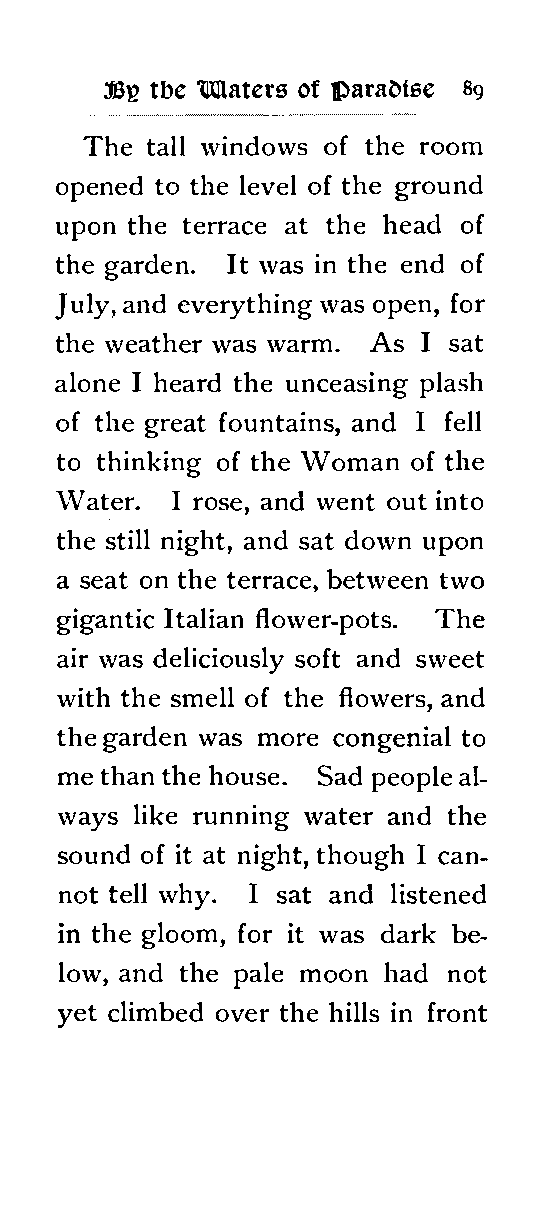 By the Waters of Paradise 89
The tall windows of the room
opened to the level of the ground
upon the terrace at the head of
the garden. It was in the end of
July, and everything was open, for
the weather was warm. As I sat
alone I heard the unceasing plash
of the great fountains, and I fell
to thinking of the Woman of the
Water. I rose, and went out into
the still night, and sat down upon
a seat on the terrace, between two
gigantic Italian flower-pots. The
air was deliciously soft and sweet
with the smell of the flowers, and
the garden was more congenial to
me than the house. Sad people al-
ways like running water and the
sound of it at night, though I can-
not tell why. I sat and listened
in the gloom, for it was dark be-
low, and the pale moon had not
yet climbed over the hills in front